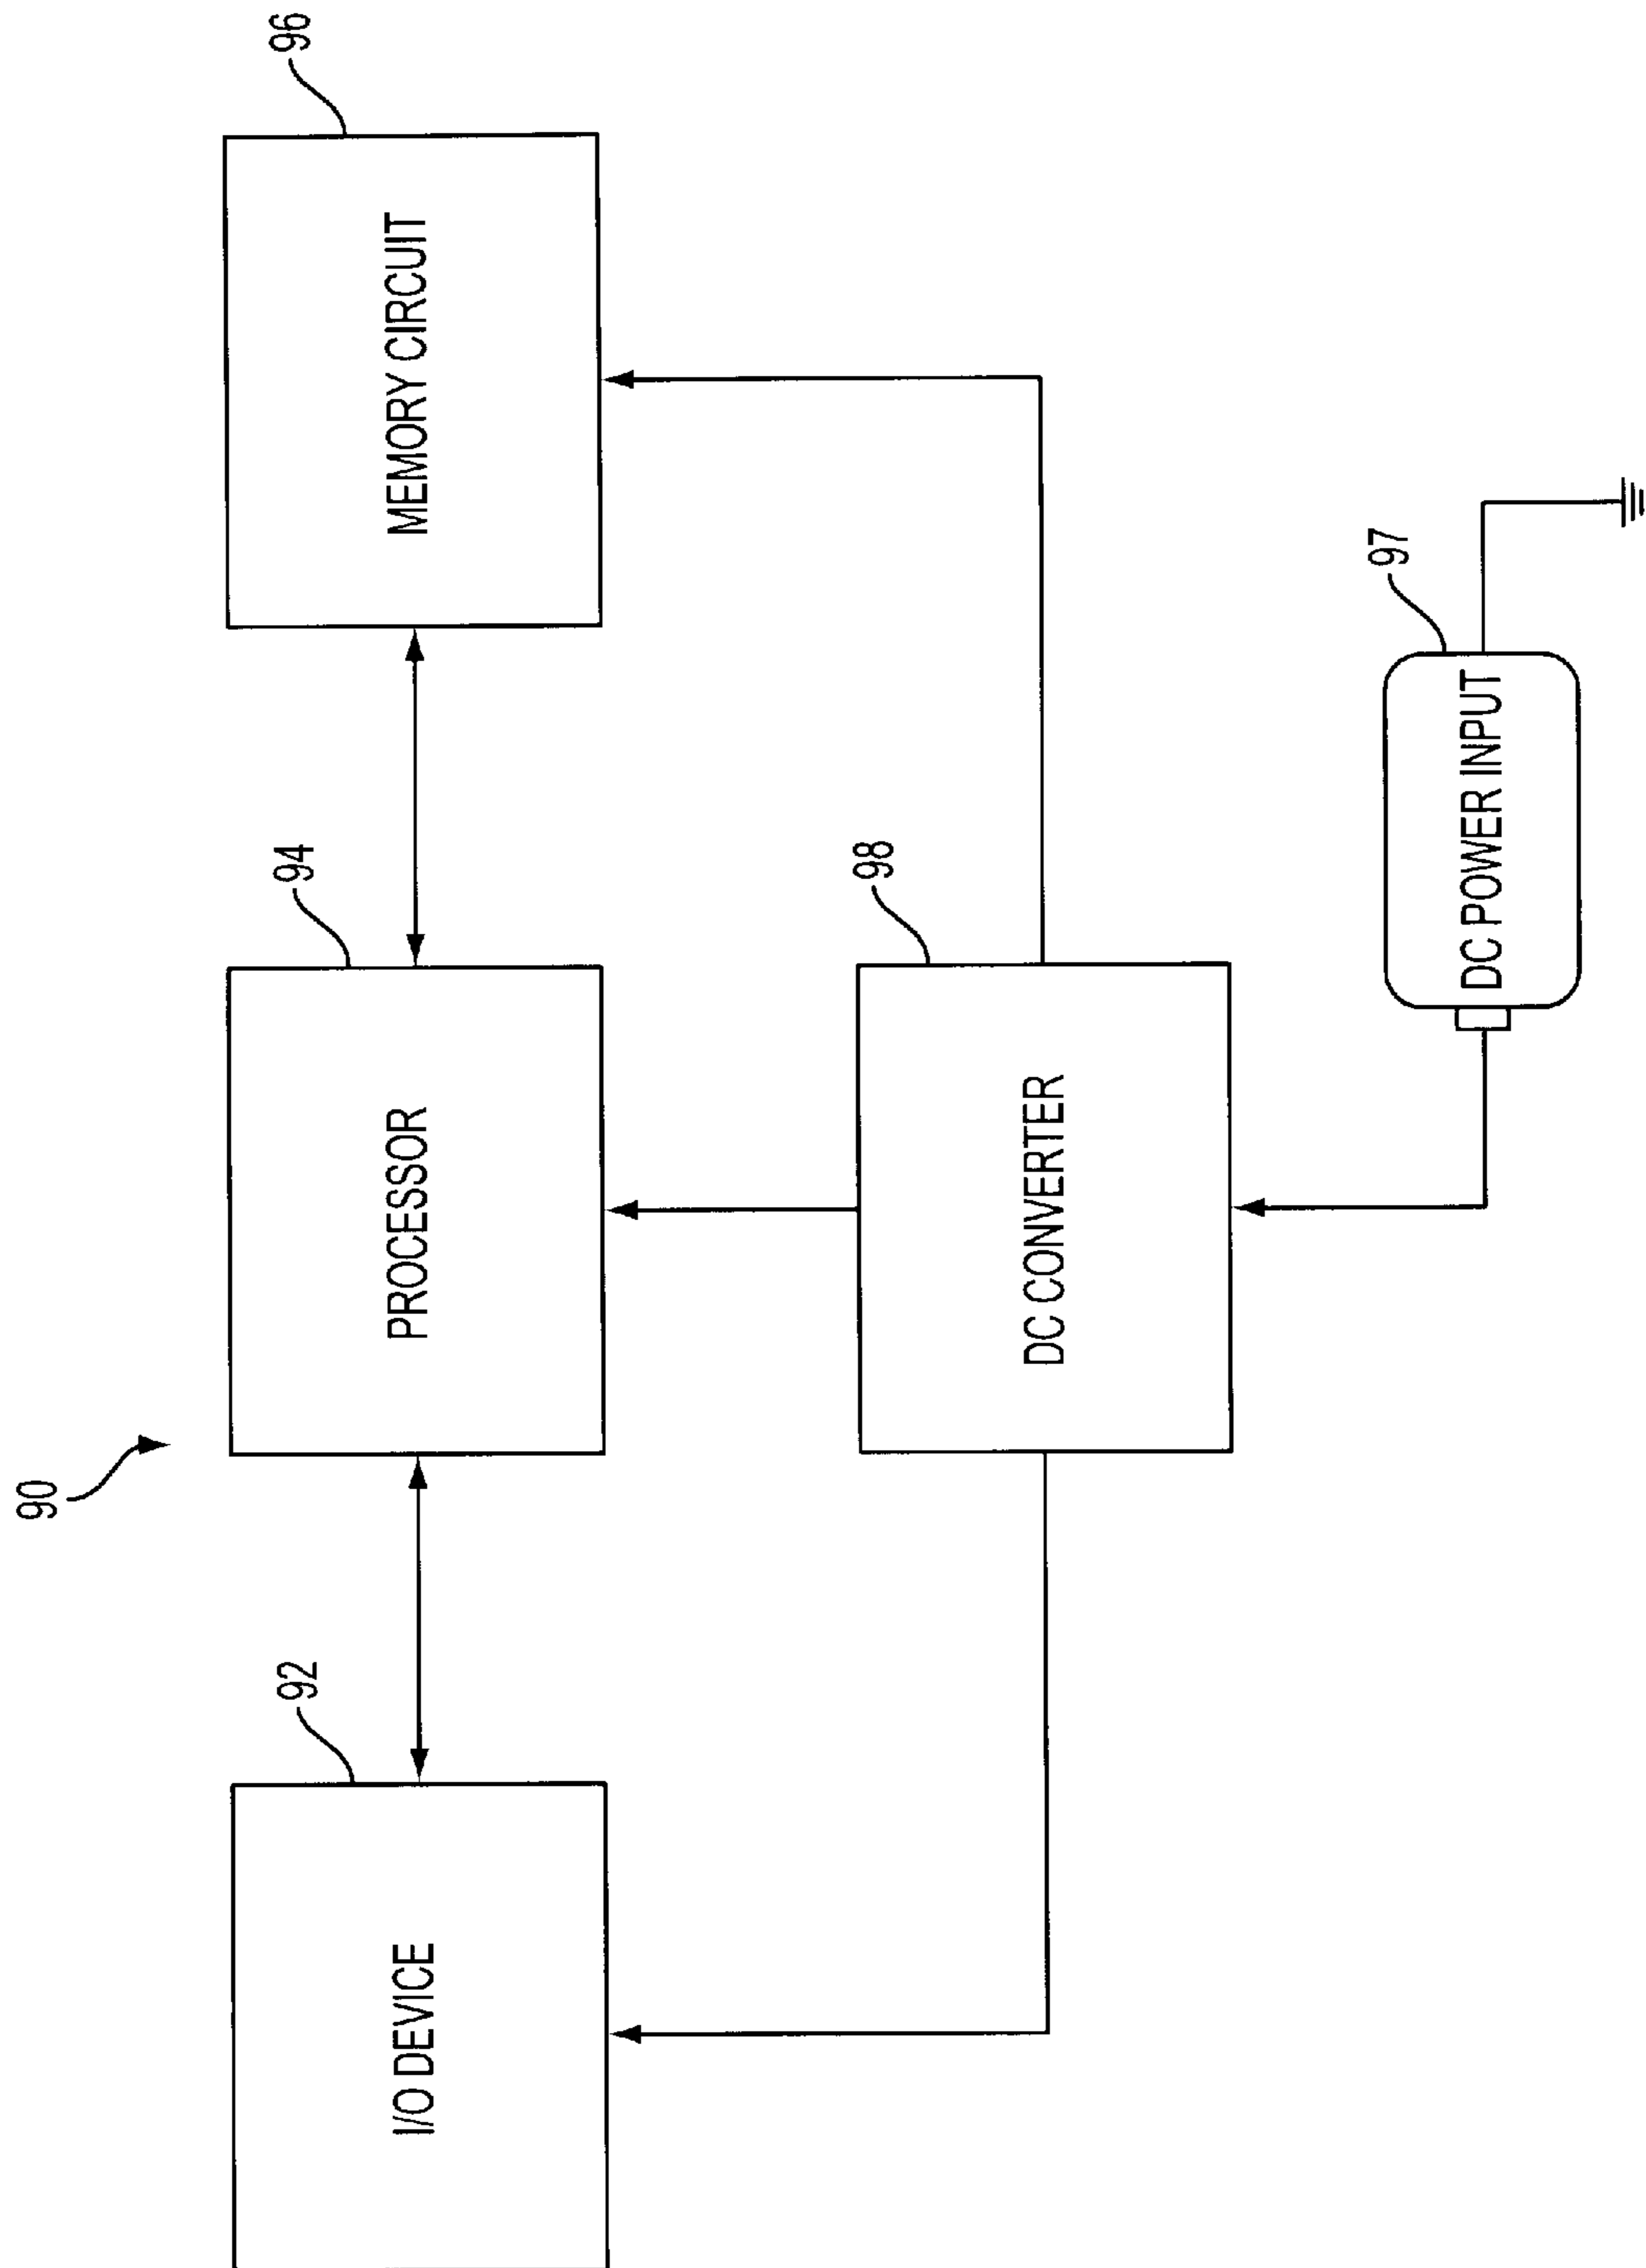 90
92
94
96
I/O DEVICE
PROCESSOR
MEMORY CIRCUIT
98
DC CONVERTER
97
DC POWER INPUT